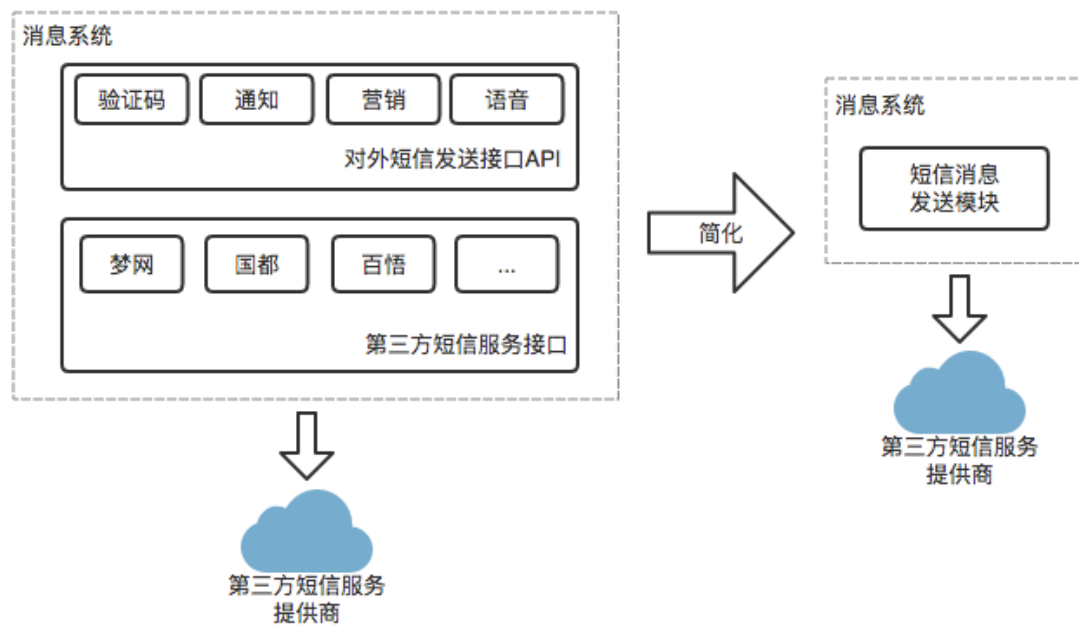 消息系统
验证码
通知
营销
语音
对外短信发送接口API
梦网
国都
百悟
...
第三方短信服务接口
第三方短信服务
提供商
简化
消息系统
短信消息
发送模块
第三方短信服务
提供商